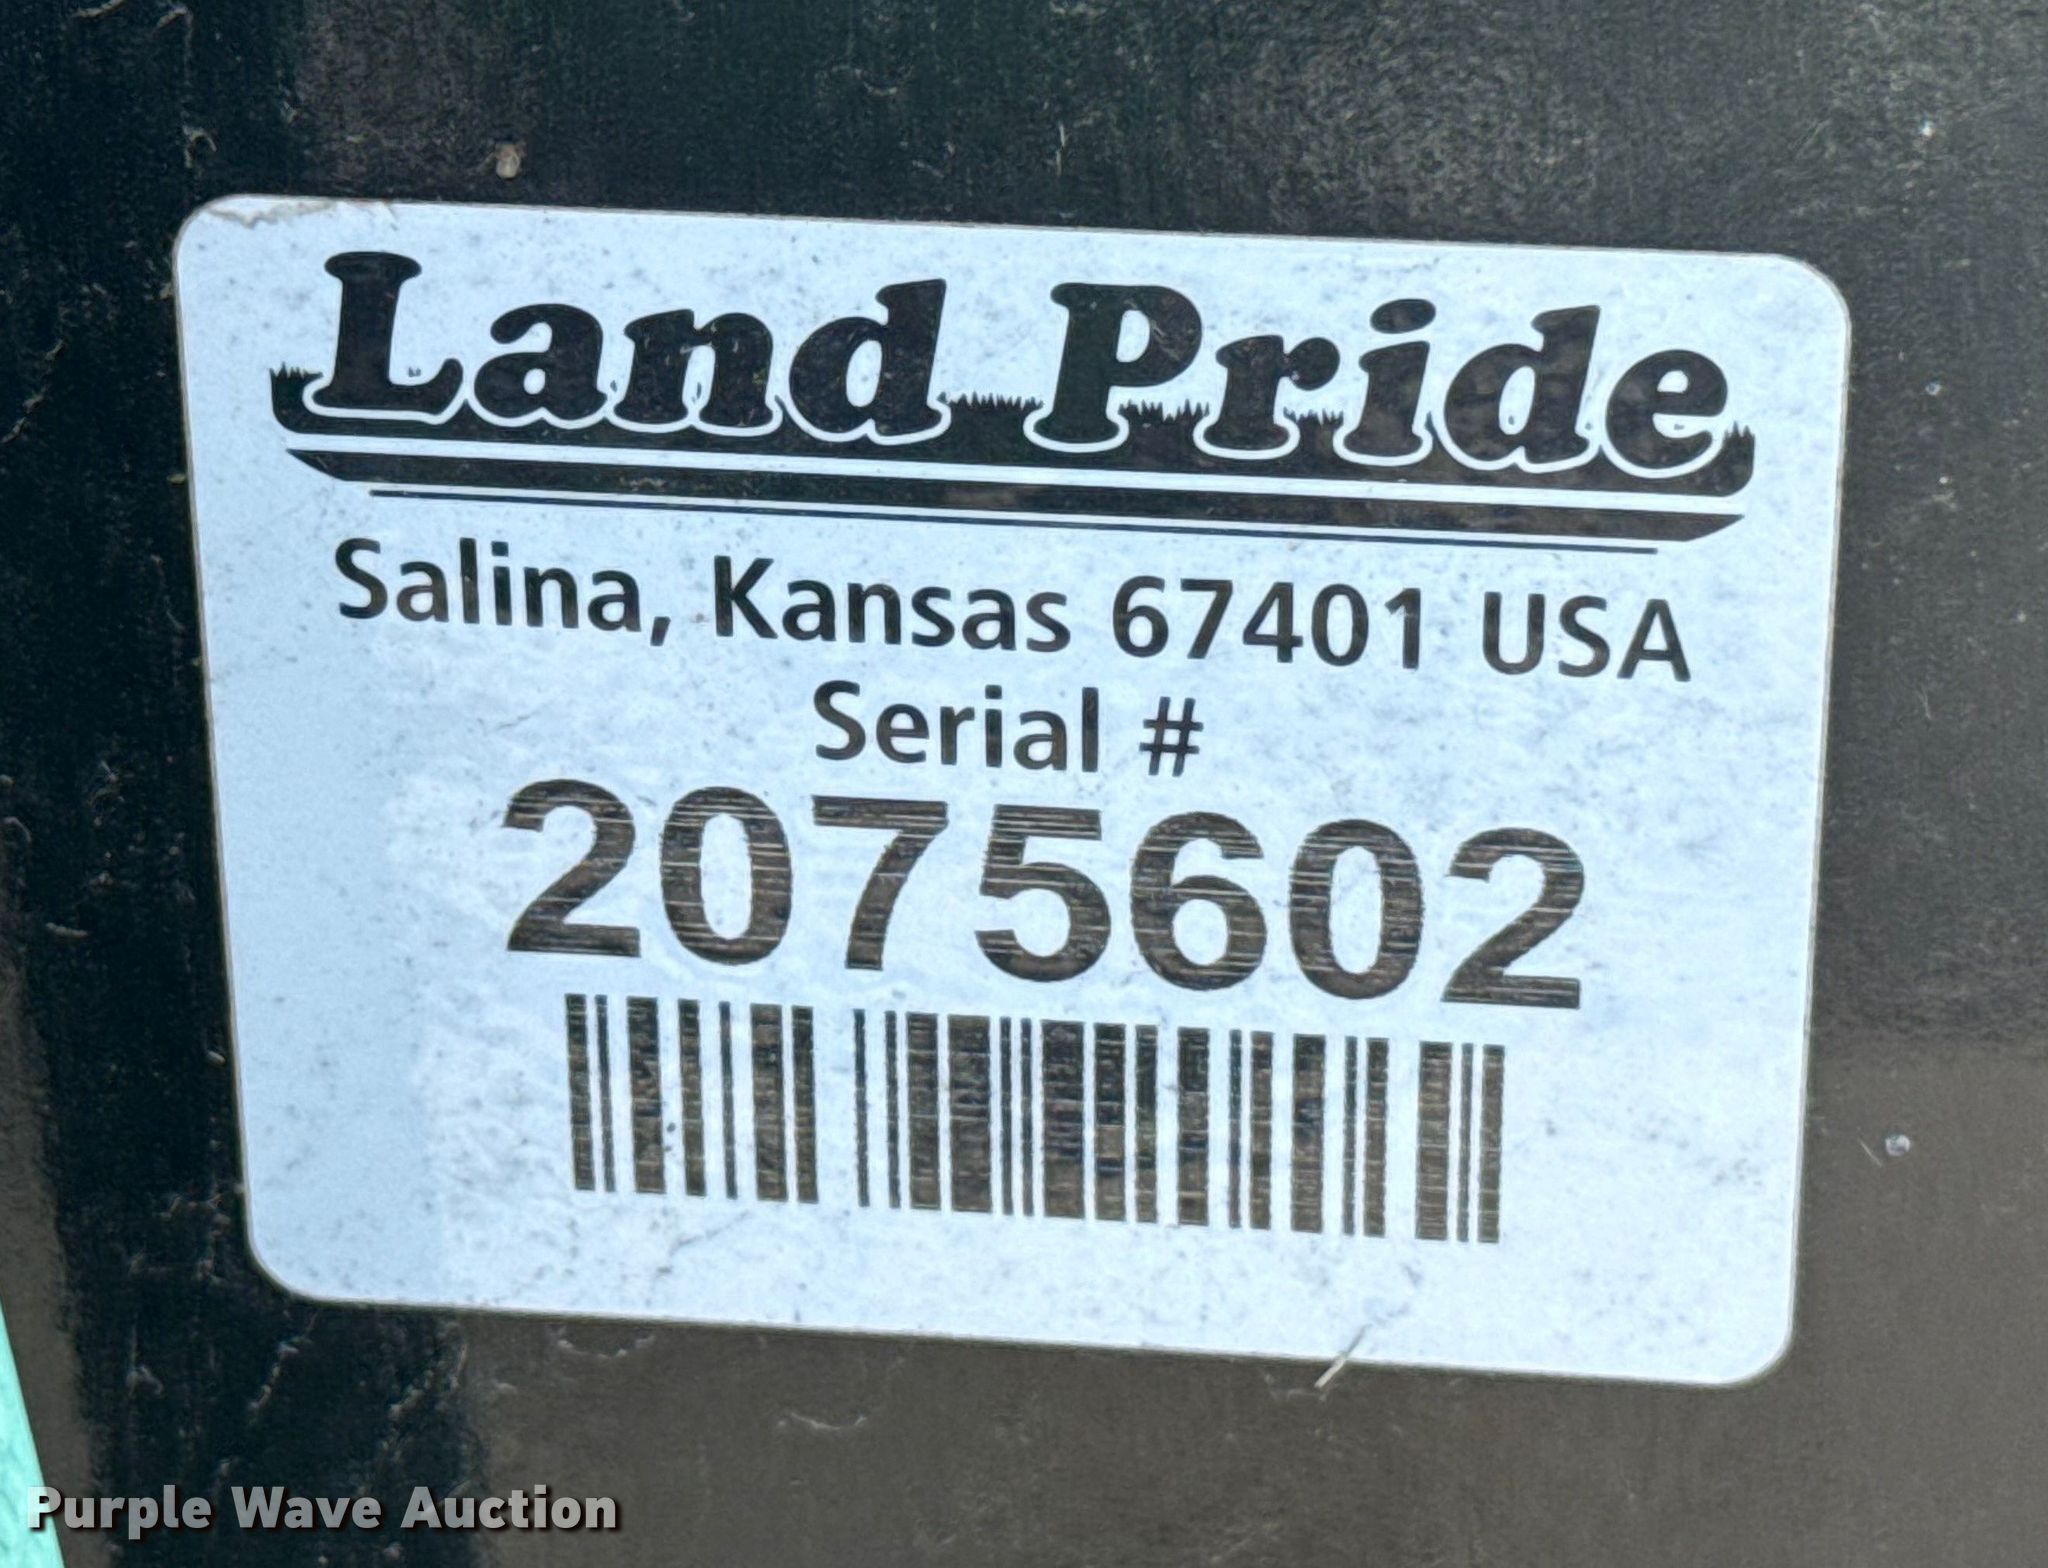 Land Pride
Salina, Kansas 67401 USA
Serial #
2075602
Purple Wave Auction